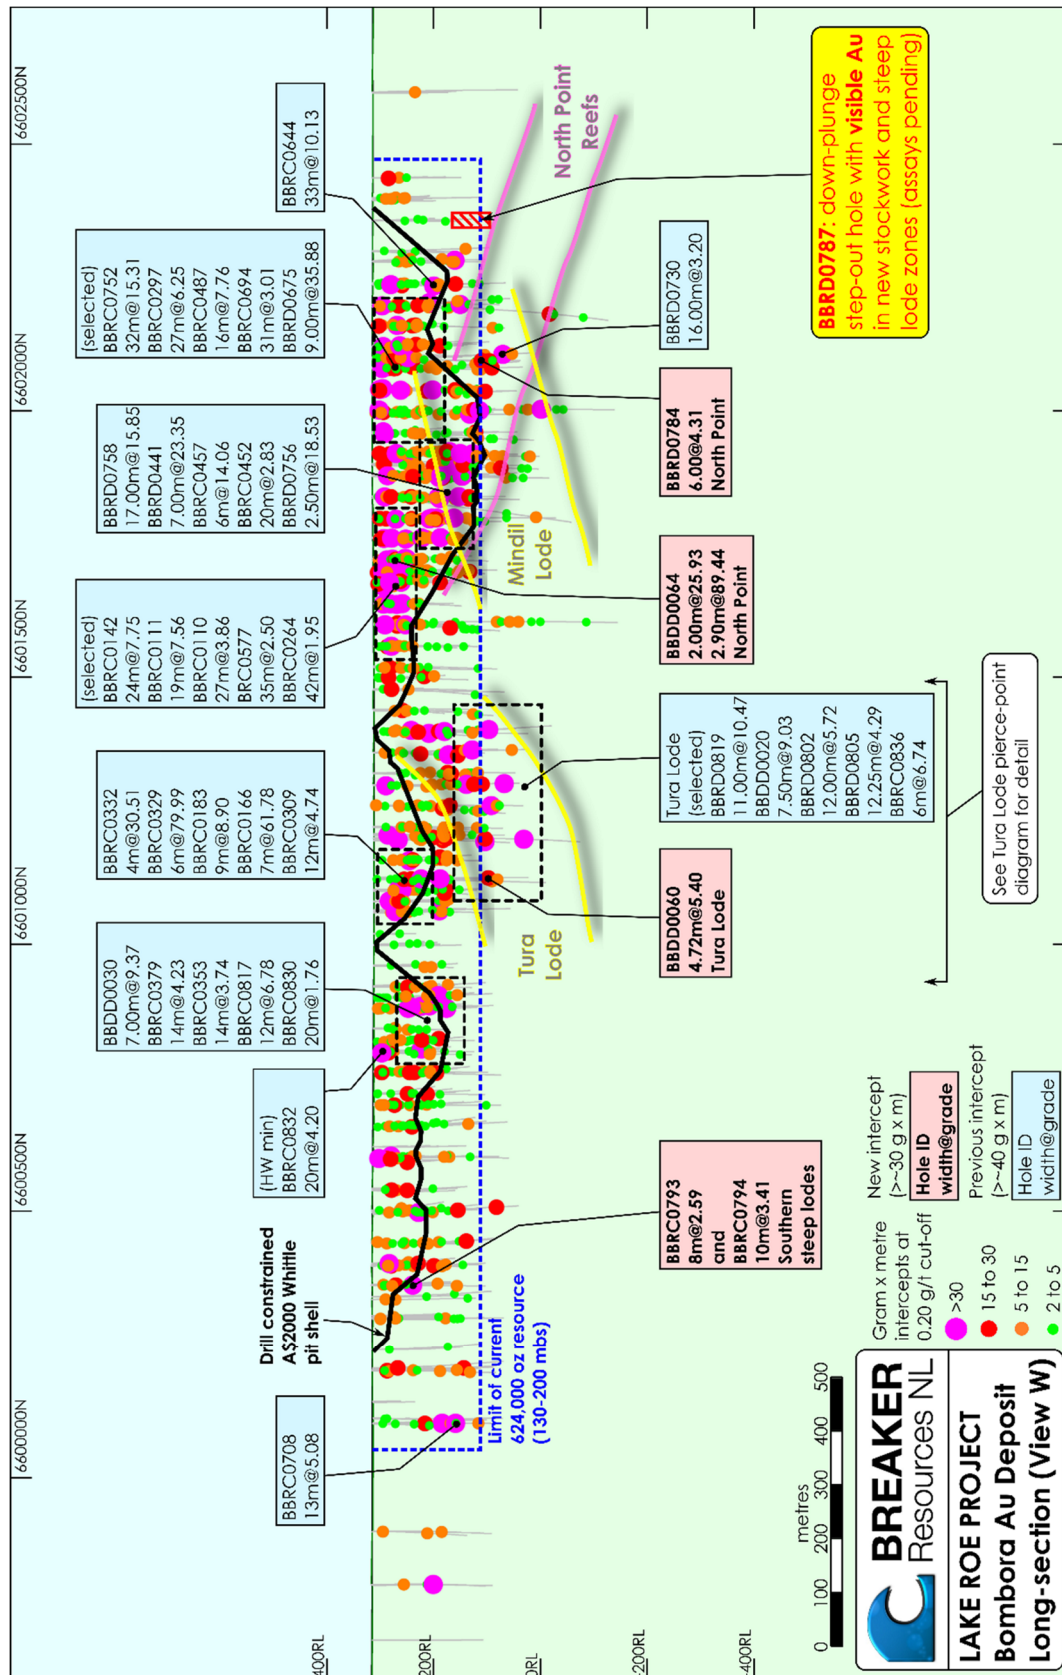 6600000N
6600500N
6601000N
6601500N
6602000N
6602500N
BBRC0708
13m@5.08
Drill constrained
A$2000 Whittle
pit shell
(HW min)
BBRC0832
20m@4.20
BBDD0030
7.00m@9.37
BBRC0379
14m@4.23
BBRC0353
14m@3.74
BBRC0817
12m@6.78
BBRC0830
20m@1.76
BBRC0332
4m@30.51
BBRC0329
6m@79.99
BBRC0183
9m@8.90
BBRC0166
7m@61.78
BBRC0309
12m@4.74
(selected)
BBRC0142
24m@7.75
BBRC0111
19m@7.56
BBRC0110
27m@3.86
BRC0577
35m@2.50
BBRC0264
42m@1.95
BBRD0758
17.00m@15.85
BBRD0441
7.00m@23.35
BBRC0457
6m@14.06
BBRC0452
20m@2.83
BBRD0756
2.50m@18.53
(selected)
BBRC0752
32m@15.31
BBRC0297
27m@6.25
BBRC0487
16m@7.76
BBRC0694
31m@3.01
BBRD0675
9.00m@35.88
BBRC0644
33m@10.13
400RL
200RL
0RL
200RL
400RL
Limit of current
624,000 oz resource
(130-200 mbs)
Tura
Lode
Mindil
Lode
North Point
Reefs
BBRC0793
8m@2.59
and
BBRC0794
10m@3.41
Southern
steep lodes
BBDD0060
4.72m@5.40
Tura Lode
Tura Lode
(selected)
BBRD0819
11.00m@10.47
BBDD0020
7.50m@9.03
BBRD0802
12.00m@5.72
BBRD0805
12.25m@4.29
BBRC0836
6m@6.74
BBDD0064
2.00m@25.93
2.90m@89.44
North Point
BBRD0784
6.00@4.31
North Point
BBRD0730
16.00m@3.20
BBRD0787: down-plunge
step-out hole with visible Au
in new stockwork and steep
lode zones (assays pending)
See Tura Lode pierce-point
diagram for detail
metres
0 100 200 300 400 500
BREAKER
Resources NL
LAKE ROE PROJECT
Bombora Au Deposit
Long-section (View W)
Gram x metre
intercepts at
0.20 g/t cut-off
>30
15 to 30
5 to 15
2 to 5
New intercept
(>~30 g x m)
Hole ID
width@grade
Previous intercept
(>~40 g x m)
Hole ID
width@grade